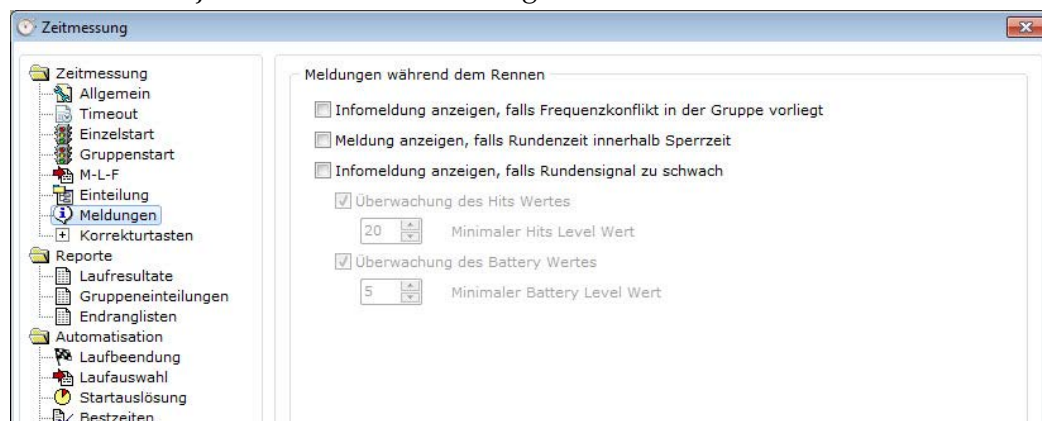 Zeitmessung
Zeitmessung
Allgemein
Timeout
Einzelstart
Gruppenstart
M-L-F
Einteilung
Meldungen
Korrekturtasten
Reporte
Laufresultate
Gruppeneinteilungen
Endranglisten
Automatisation
Laufbeendung
Laufauswahl
Startauslösung
Bestzeiten
Meldungen während dem Rennen
Infomeldung anzeigen, falls Frequenzkonflikt in der Gruppe vorliegt
Meldung anzeigen, falls Rundenzeit innerhalb Sperrzeit
Infomeldung anzeigen, falls Rundensignal zu schwach
Überwachung des Hits Wertes
20 Minimaler Hits Level Wert
Überwachung des Battery Wertes
5 Minimaler Battery Level Wert